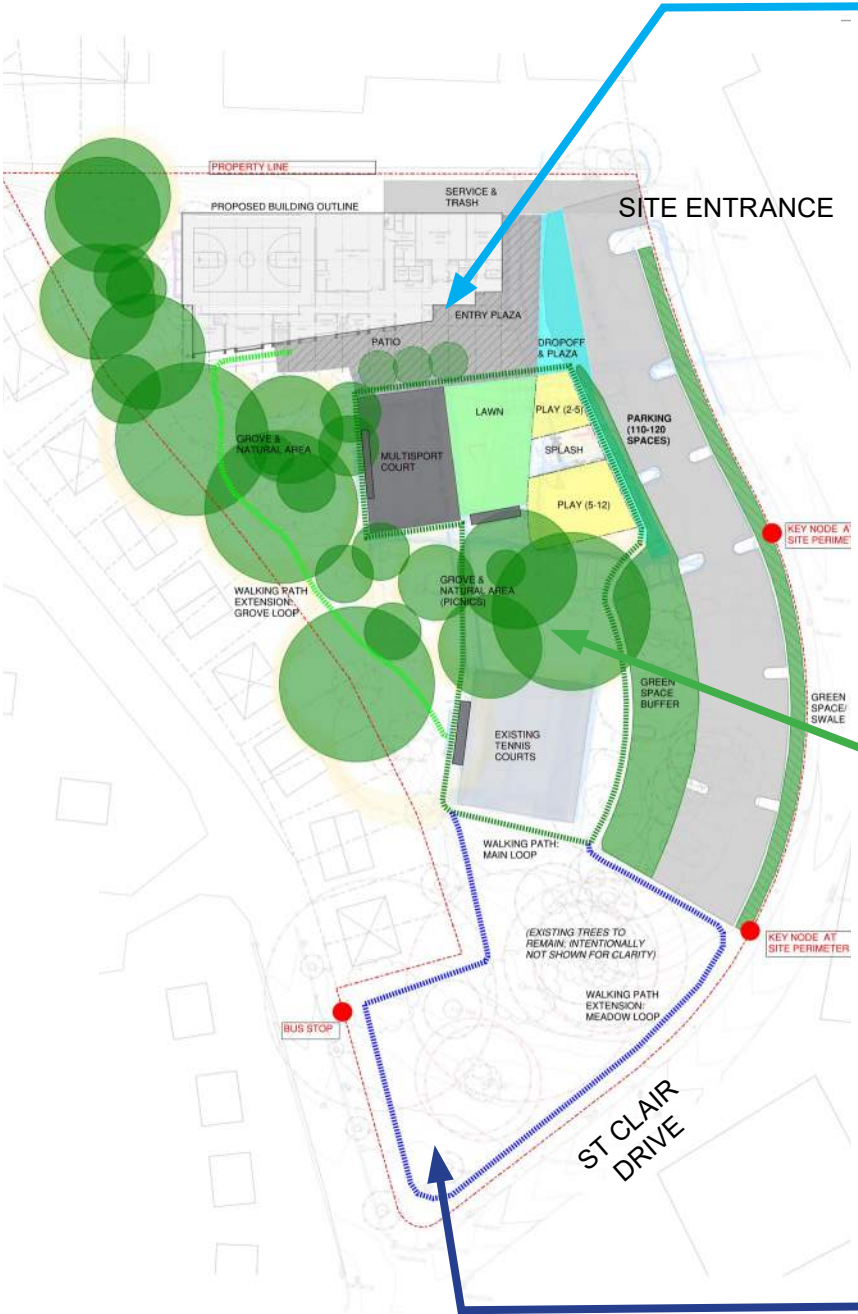 PROPERTY LINE
SERVICE &
TRASH
PROPOSED BUILDING OUTLINE
SITE ENTRANCE
ENTRY PLAZA
PATIO
DROPOFF
& PLAZA
LAWN
PLAY (2-5)
PARKING
(110-120
SPACES)
GROVE &
NATURAL AREA
MULTISPORT
COURT
SPLASH
PLAY (5-12)
KEY NODE AT
SITE PERIMET
WALKING PATH
EXTENSION:
GROVE LOOP
GROVE &
NATURAL AREA
(PICNICS)
GREEN
SPACE
BUFFER
GREEN
SPACE/
SWALE
EXISTING
TENNIS
COURTS
WALKING PATH:
MAIN LOOP
(EXISTING TREES TO
REMAIN; INTENTIONALLY
NOT SHOWN FOR CLARITY)
KEY NODE AT
SITE PERIMETER
WALKING PATH
EXTENSION:
MEADOW LOOP
BUS STOP
ST CLAIR
DRIVE